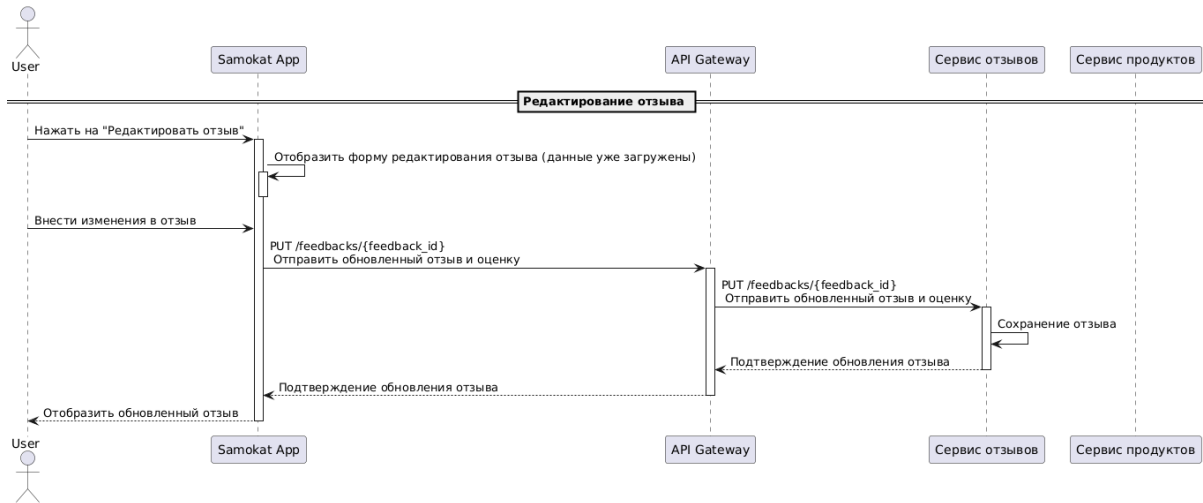 User
Samokat App
API Gateway
Сервис отзывов
Сервис продуктов
Редактирование отзыва
Нажать на "Редактировать отзыв"
Отобразить форму редактирования отзыва (данные уже загружены)
Внести изменения в отзыв
PUT /feedbacks/{feedback_id}
Отправить обновленный отзыв и оценку
PUT /feedbacks/{feedback_id}
Отправить обновленный отзыв и оценку
Сохранение отзыва
Подтверждение обновления отзыва
Подтверждение обновления отзыва
Отобразить обновленный отзыв
User
Samokat App
API Gateway
Сервис отзывов
Сервис продуктов